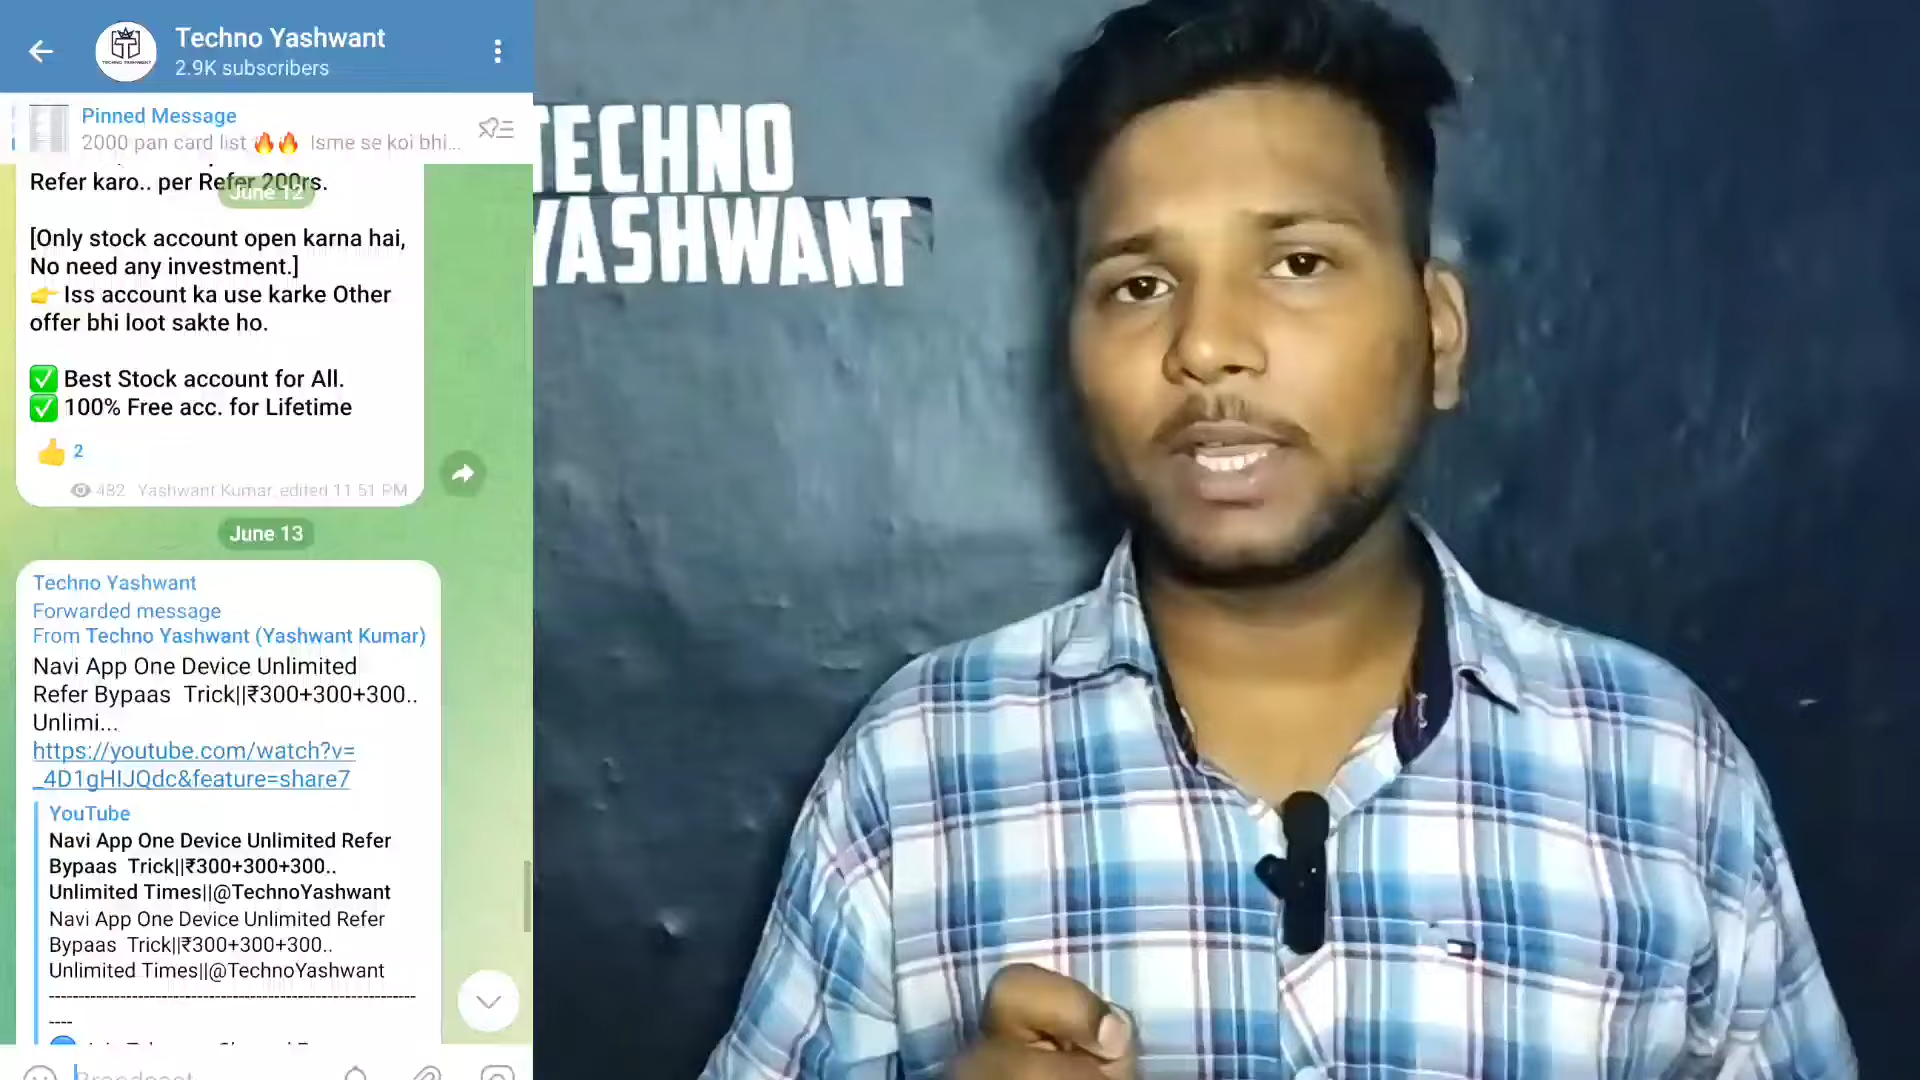 Techno Yashwant
2.9K subscribers
Pinned Message
2000 pan card list 🔥🔥 Isme se koi bhi...
Refer karo.. per Refer 200rs.
June 12
[Only stock account open karna hai,
No need any investment.]
👉 Iss account ka use karke Other
offer bhi loot sakte ho.
✅ Best Stock account for All.
✅ 100% Free acc. for Lifetime
👍 2
482 Yashwant Kumar, edited 11:51 PM
June 13
Techno Yashwant
Forwarded message
From Techno Yashwant (Yashwant Kumar)
Navi App One Device Unlimited
Refer Bypaas Trick||₹300+300+300..
Unlimi...
https://youtube.com/watch?v=
_4D1gHIJQdc&feature=share7
YouTube
Navi App One Device Unlimited Refer
Bypaas Trick||₹300+300+300..
Unlimited Times||@TechnoYashwant
Navi App One Device Unlimited Refer
Bypaas Trick||₹300+300+300..
Unlimited Times||@TechnoYashwant
Broadcast
TECHNO
YASHWANT